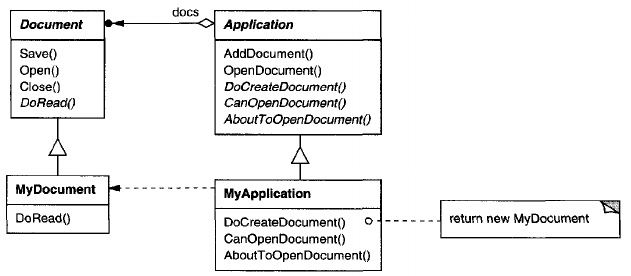 docs
Document
Save()
Open()
Close()
DoRead()
Application
AddDocument()
OpenDocument()
DoCreateDocument()
CanOpenDocument()
AboutToOpenDocument()
MyDocument
DoRead()
MyApplication
DoCreateDocument()
CanOpenDocument()
AboutToOpenDocument()
return new MyDocument